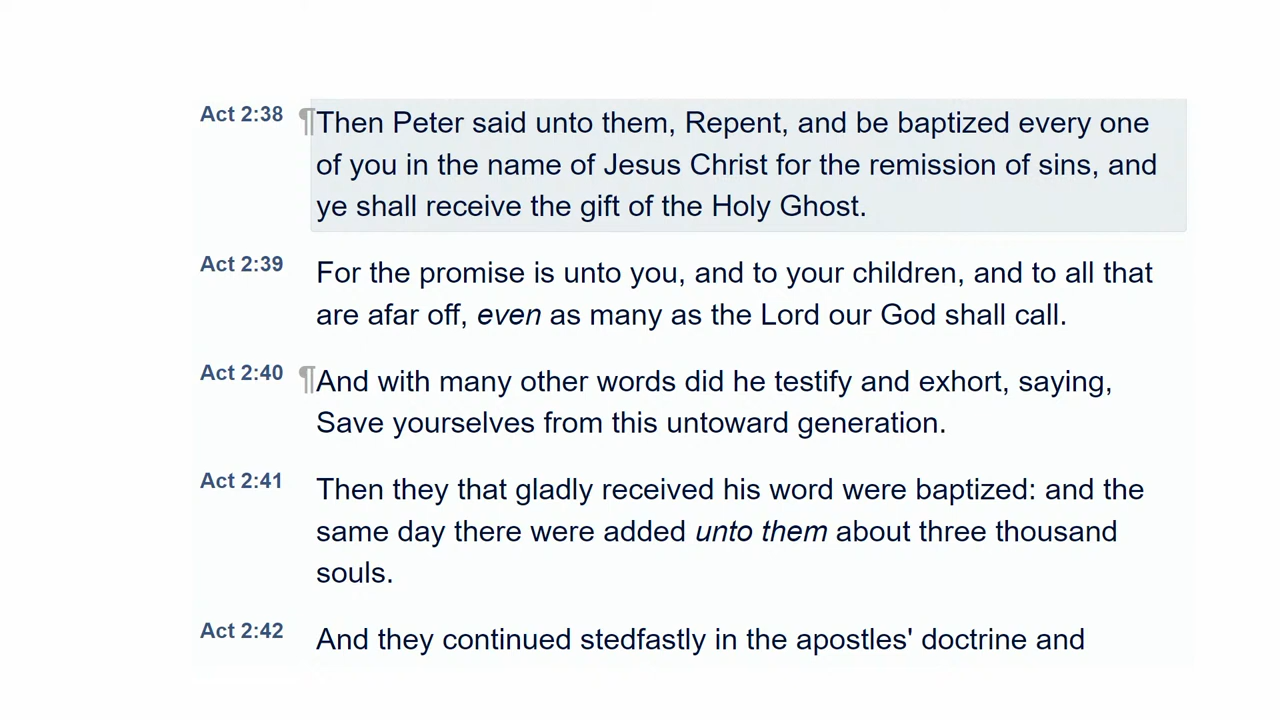 Act 2:38 ¶Then Peter said unto them, Repent, and be baptized every one
of you in the name of Jesus Christ for the remission of sins, and
ye shall receive the gift of the Holy Ghost.
Act 2:39 For the promise is unto you, and to your children, and to all that
are afar off, even as many as the Lord our God shall call.
Act 2:40 ¶And with many other words did he testify and exhort, saying,
Save yourselves from this untoward generation.
Act 2:41 Then they that gladly received his word were baptized: and the
same day there were added unto them about three thousand
souls.
Act 2:42 And they continued stedfastly in the apostles' doctrine and